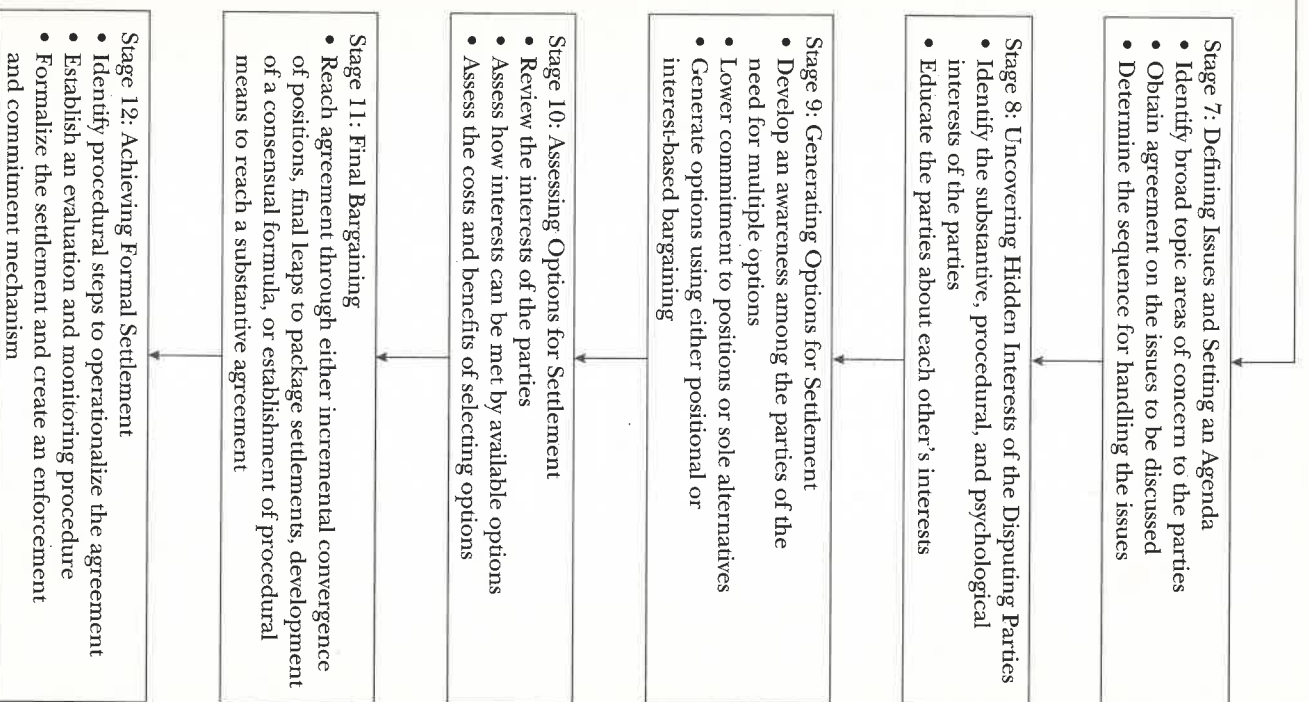 Stage 7: Defining Issues and Setting an Agenda
• Identify broad topic areas of concern to the parties
• Obtain agreement on the issues to be discussed
• Determine the sequence for handling the issues
Stage 8: Uncovering Hidden Interests of the Disputing Parties
• Identify the substantive, procedural, and psychological
interests of the parties
• Educate the parties about each other's interests
Stage 9: Generating Options for Settlement
• Develop an awareness among the parties of the
need for multiple options
• Lower commitment to positions or sole alternatives
• Generate options using either positional or
interest-based bargaining
Stage 10: Assessing Options for Settlement
• Review the interests of the parties
• Assess how interests can be met by available options
• Assess the costs and benefits of selecting options
Stage 11: Final Bargaining
• Reach agreement through either incremental convergence
of positions, final leaps to package settlements, development
of a consensual formula, or establishment of procedural
means to reach a substantive agreement
Stage 12: Achieving Formal Settlement
• Identify procedural steps to operationalize the agreement
• Establish an evaluation and monitoring procedure
• Formalize the settlement and create an enforcement
and commitment mechanism